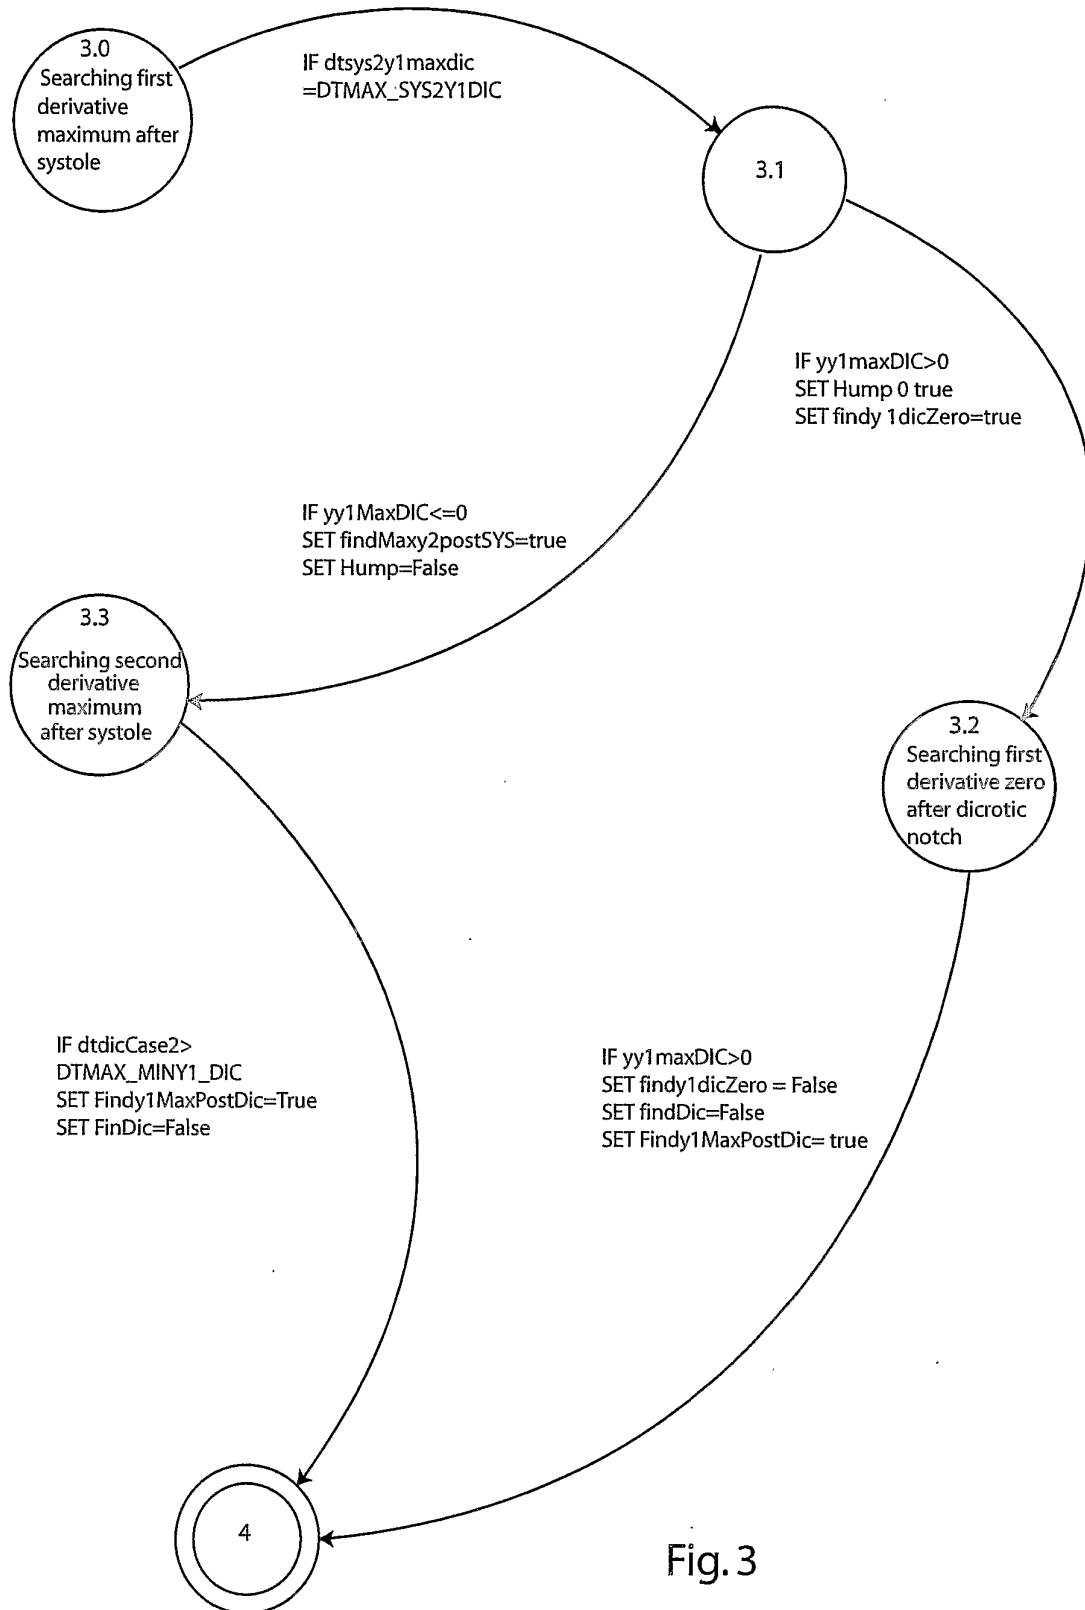 3.0
Searching first
derivative
maximum after
systole
IF dtsys2y1maxdic
=DTMAX_SYS2Y1DIC
3.1
IF yy1maxDIC>0
SET Hump 0 true
SET findy 1dicZero=true
IF yy1MaxDIC<=0
SET findMaxy2postSYS=true
SET Hump=False
3.3
Searching second
derivative
maximum
after systole
3.2
Searching first
derivative zero
after dicrotic
notch
IF dtdicCase2>
DTMAX_MINY1_DIC
SET Findy1MaxPostDic=True
SET FinDic=False
IF yy1maxDIC>0
SET findy1dicZero = False
SET findDic=False
SET Findy1MaxPostDic= true
4
Fig. 3